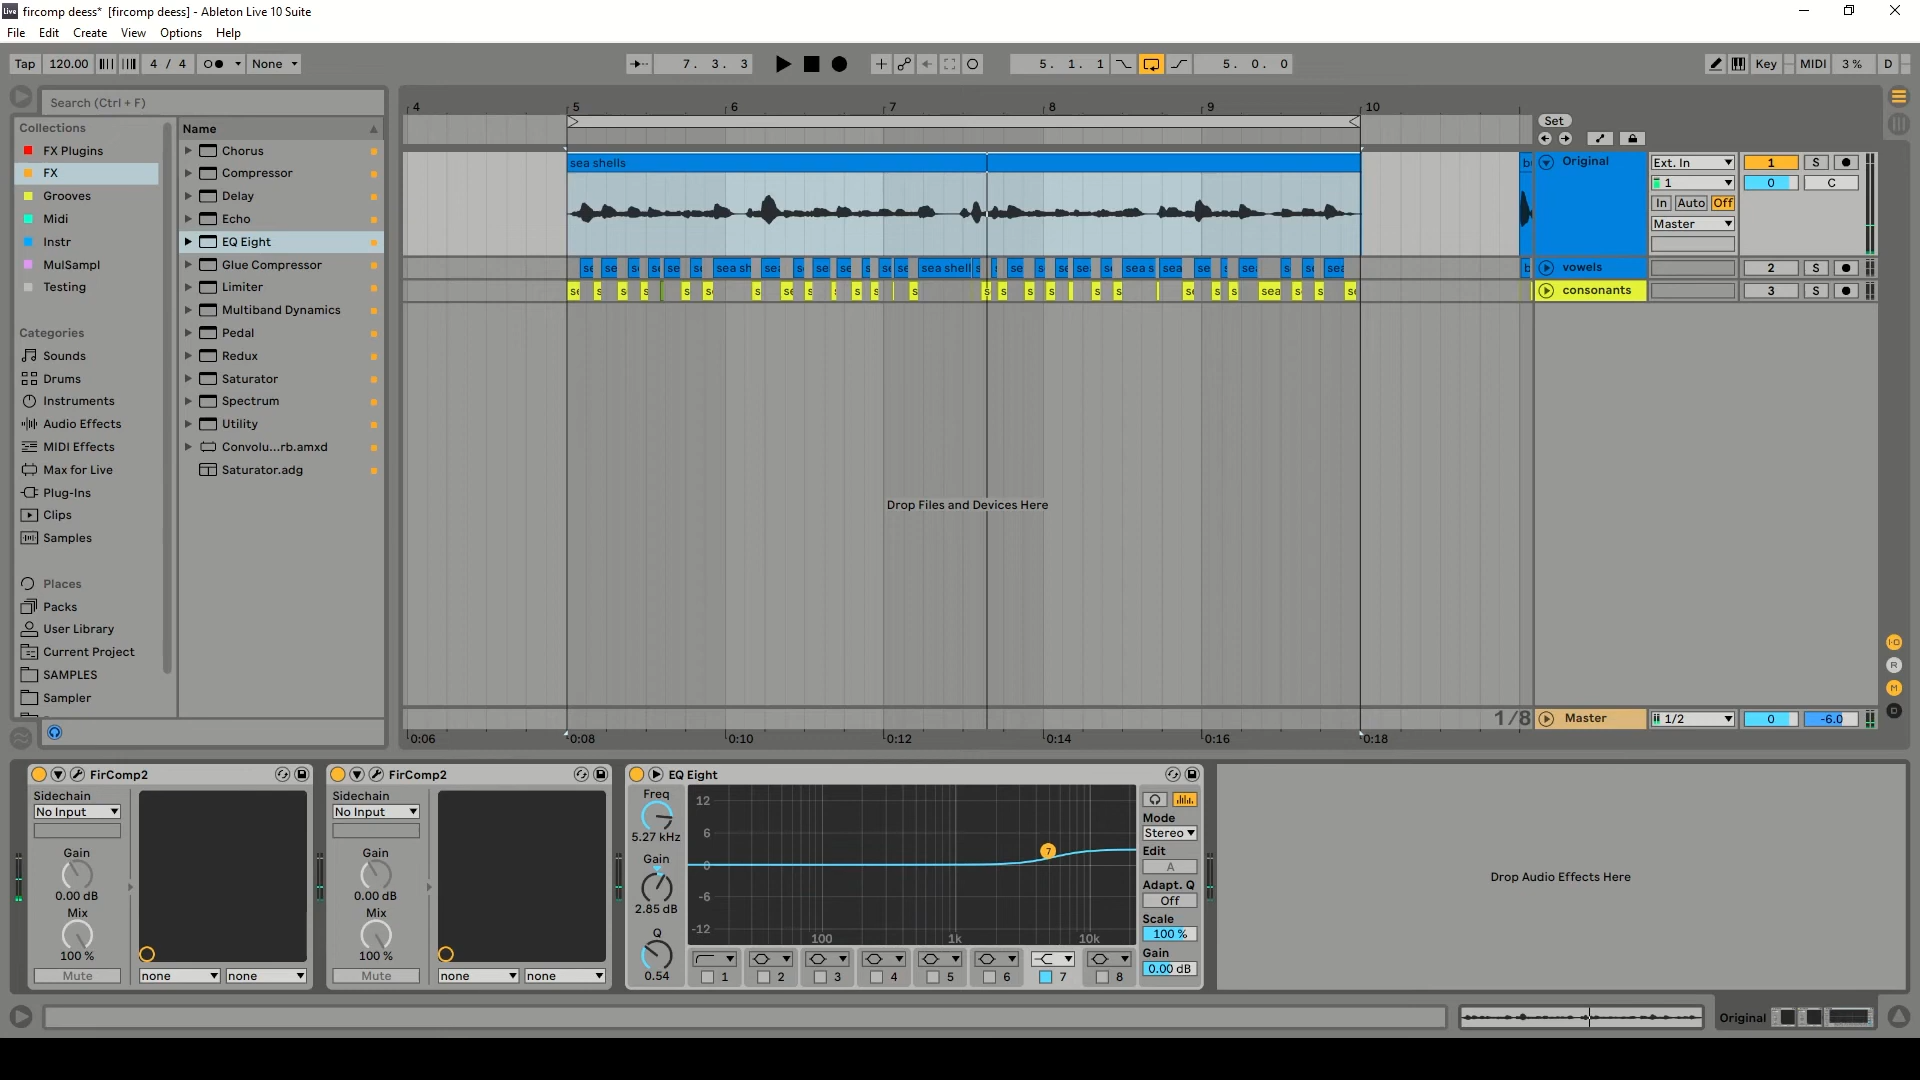 fircomp deess*  [fircomp deess] - Ableton Live 10 Suite
File Edit Create View Options Help
Tap 120.00 4 / 4 None 7. 3. 3 5. 1. 1 5. 0. 0 Key MIDI 3 % D
Search (Ctrl + F)
Collections
FX Plugins
FX
Grooves
Midi
Instr
MulSampl
Testing
Categories
Sounds
Drums
Instruments
Audio Effects
MIDI Effects
Max for Live
Plug-Ins
Clips
Samples
Places
Packs
User Library
Current Project
SAMPLES
Sampler
Name
Chorus
Compressor
Delay
Echo
EQ Eight
Glue Compressor
Limiter
Multiband Dynamics
Pedal
Redux
Saturator
Spectrum
Utility
Convolu...rb.amxd
Saturator.adg
4 5 6 7 8 9 10
Set
sea shells
Original Ext. In 1 S
1 0 C
In Auto Off
Master
vowels 2 S
consonants 3 S
Drop Files and Devices Here
1/8 Master 1/2 0 -6.0
0:06 0:08 0:10 0:12 0:14 0:16 0:18
FirComp2
Sidechain
No Input
Gain
0.00 dB
Mix
100 %
Mute none none
FirComp2
Sidechain
No Input
Gain
0.00 dB
Mix
100 %
Mute none none
EQ Eight
Freq
5.27 kHz
Gain
2.85 dB
Q
0.54
12
6
0
-6
-12
100 1k 10k
7
1 2 3 4 5 6 7 8
Mode
Stereo
Edit
A
Adapt. Q
Off
Scale
100 %
Gain
0.00 dB
Drop Audio Effects Here
Original